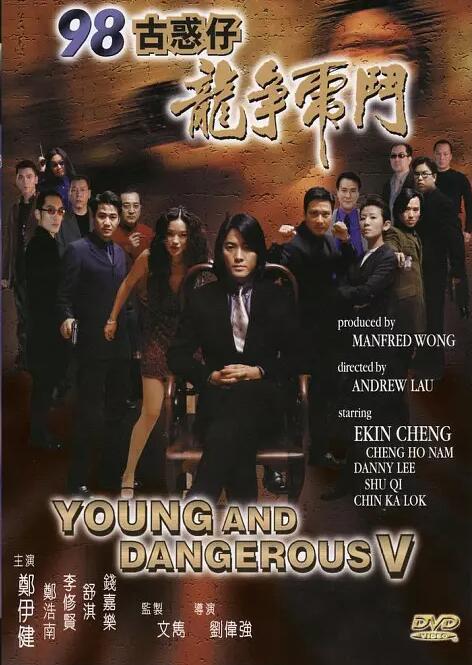 98古惑仔
龍争虎鬥
produced by
MANFRED WONG
directed by
ANDREW LAU
starring
EKIN CHENG
CHENG HO NAM
DANNY LEE
SHU QI
CHIN KA LOK
YOUNG AND
DANGEROUS V
主演
鄭伊健
鄭浩南
李修賢
舒淇
錢嘉樂
監製
文雋
導演
劉偉強
DVD
VIDEO